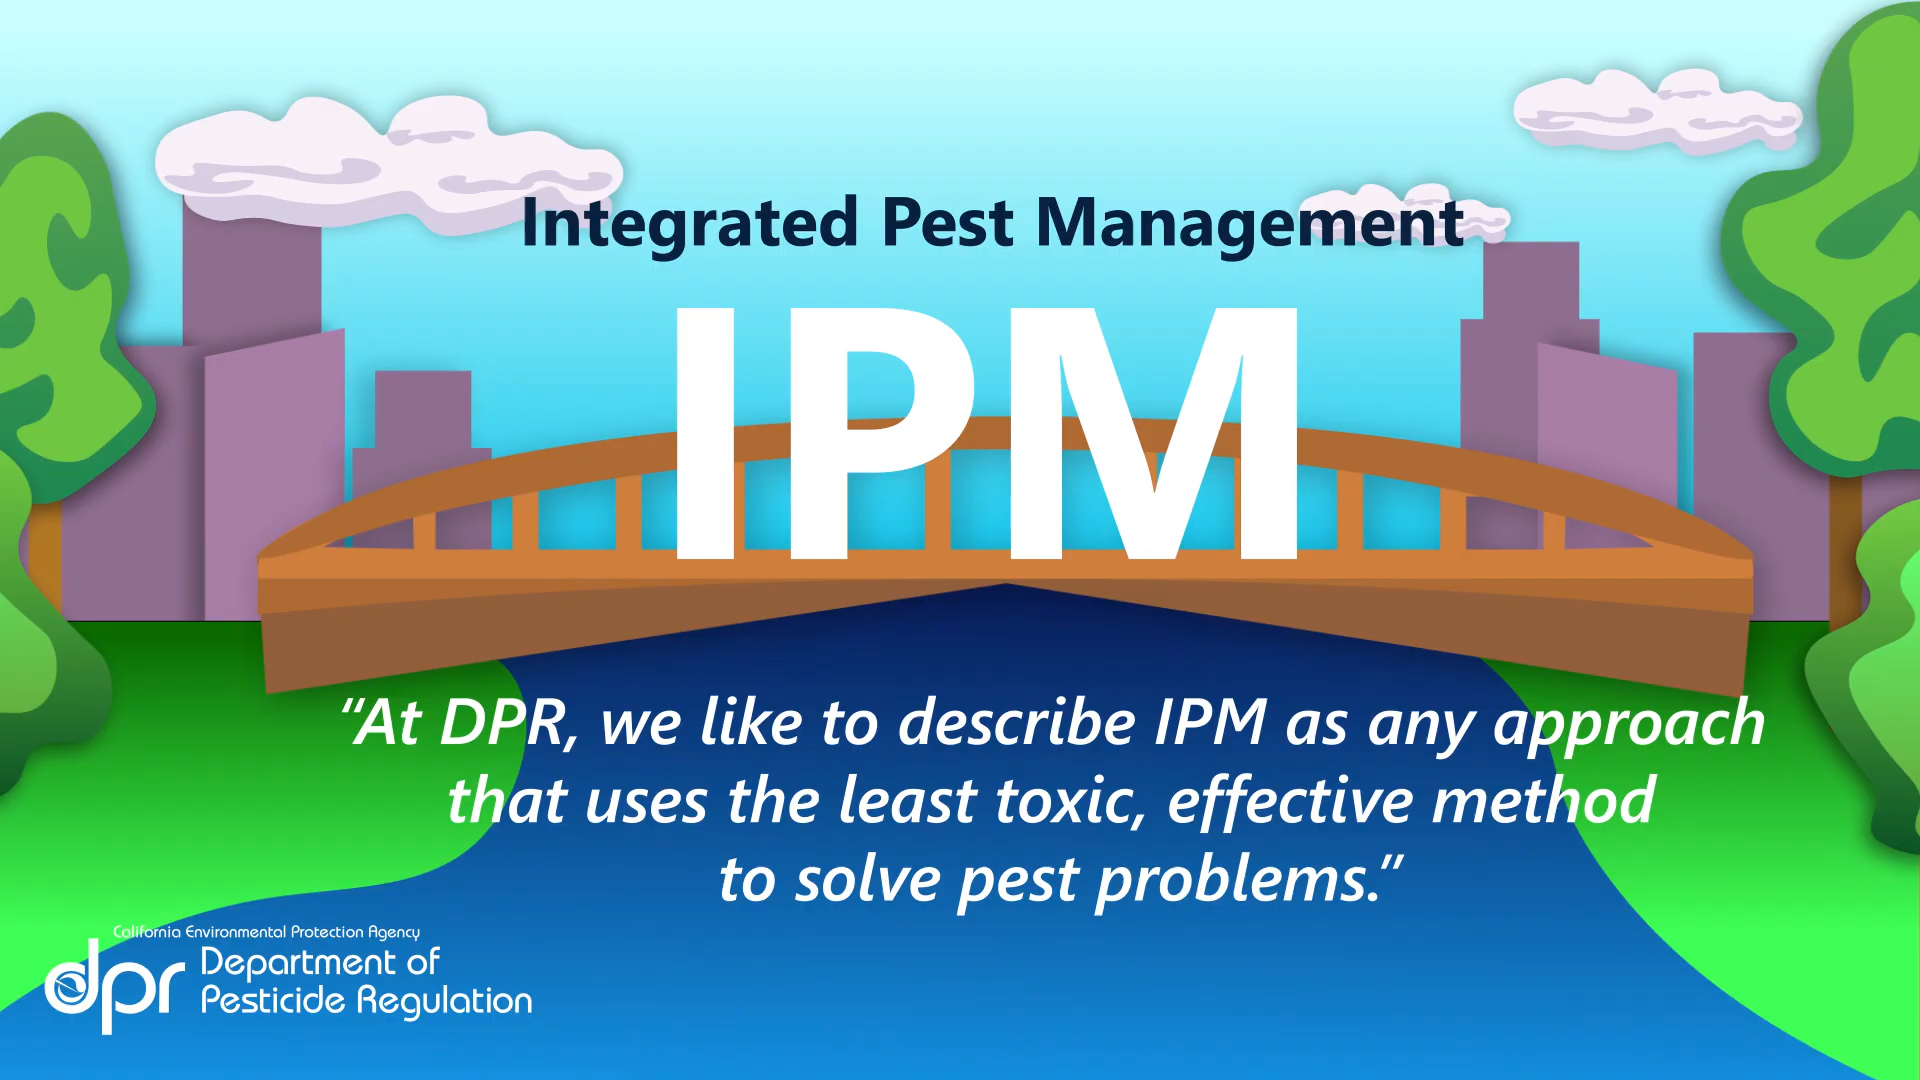 Integrated Pest Management
IPM
“At DPR, we like to describe IPM as any approach
that uses the least toxic, effective method
to solve pest problems.”
California Environmental Protection Agency
dpr
Department of
Pesticide Regulation